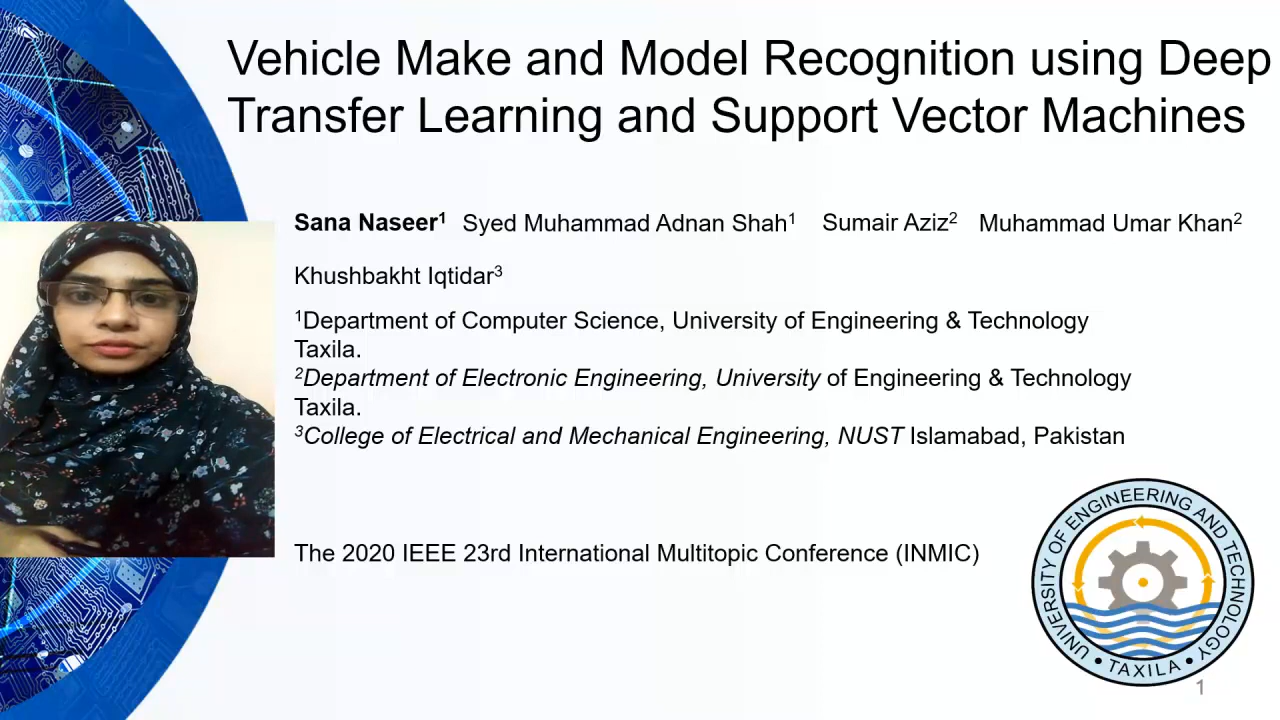 Vehicle Make and Model Recognition using Deep
Transfer Learning and Support Vector Machines
Sana Naseer¹ Syed Muhammad Adnan Shah¹ Sumair Aziz² Muhammad Umar Khan²
Khushbakht Iqtidar³
¹Department of Computer Science, University of Engineering & Technology
Taxila.
²Department of Electronic Engineering, University of Engineering & Technology
Taxila.
³College of Electrical and Mechanical Engineering, NUST Islamabad, Pakistan
The 2020 IEEE 23rd International Multitopic Conference (INMIC)
UNIVERSITY OF ENGINEERING AND TECHNOLOGY
• TAXILA •
1